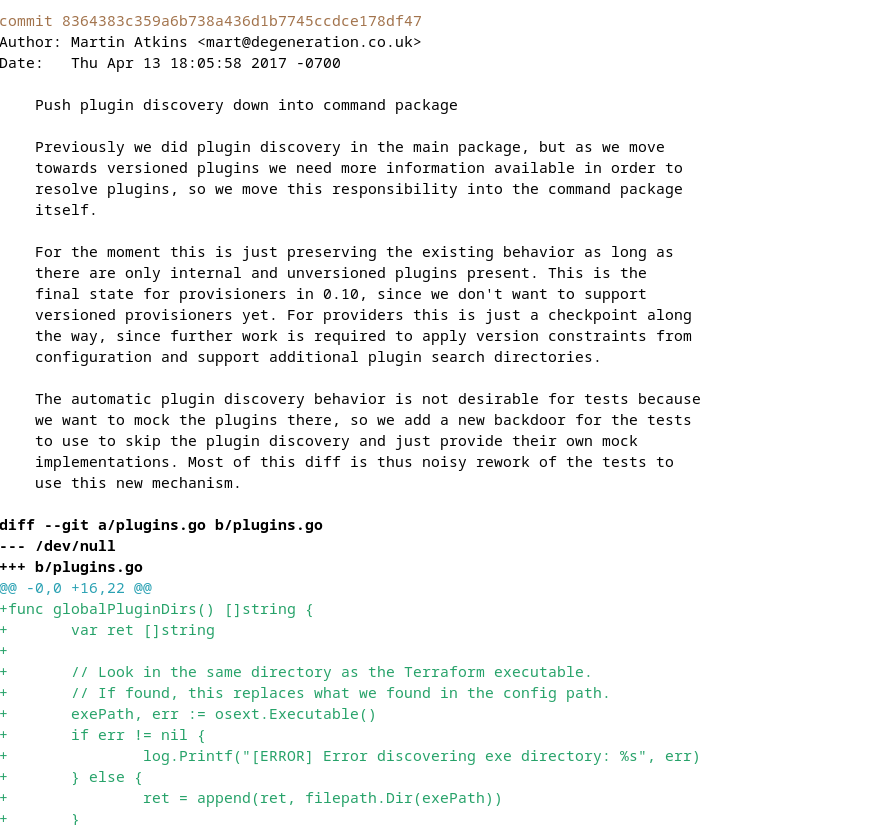 commit 8364383c359a6b738a436d1b7745ccdce178df47
Author: Martin Atkins <mart@degeneration.co.uk>
Date:   Thu Apr 13 18:05:58 2017 -0700

    Push plugin discovery down into command package

    Previously we did plugin discovery in the main package, but as we move
    towards versioned plugins we need more information available in order to
    resolve plugins, so we move this responsibility into the command package
    itself.

    For the moment this is just preserving the existing behavior as long as
    there are only internal and unversioned plugins present. This is the
    final state for provisioners in 0.10, since we don't want to support
    versioned provisioners yet. For providers this is just a checkpoint along
    the way, since further work is required to apply version constraints from
    configuration and support additional plugin search directories.

    The automatic plugin discovery behavior is not desirable for tests because
    we want to mock the plugins there, so we add a new backdoor for the tests
    to use to skip the plugin discovery and just provide their own mock
    implementations. Most of this diff is thus noisy rework of the tests to
    use this new mechanism.

diff --git a/plugins.go b/plugins.go
--- /dev/null
+++ b/plugins.go
@@ -0,0 +16,22 @@
+func globalPluginDirs() []string {
+       var ret []string
+
+       // Look in the same directory as the Terraform executable.
+       // If found, this replaces what we found in the config path.
+       exePath, err := osext.Executable()
+       if err != nil {
+               log.Printf("[ERROR] Error discovering exe directory: %s", err)
+       } else {
+               ret = append(ret, filepath.Dir(exePath))
+       }